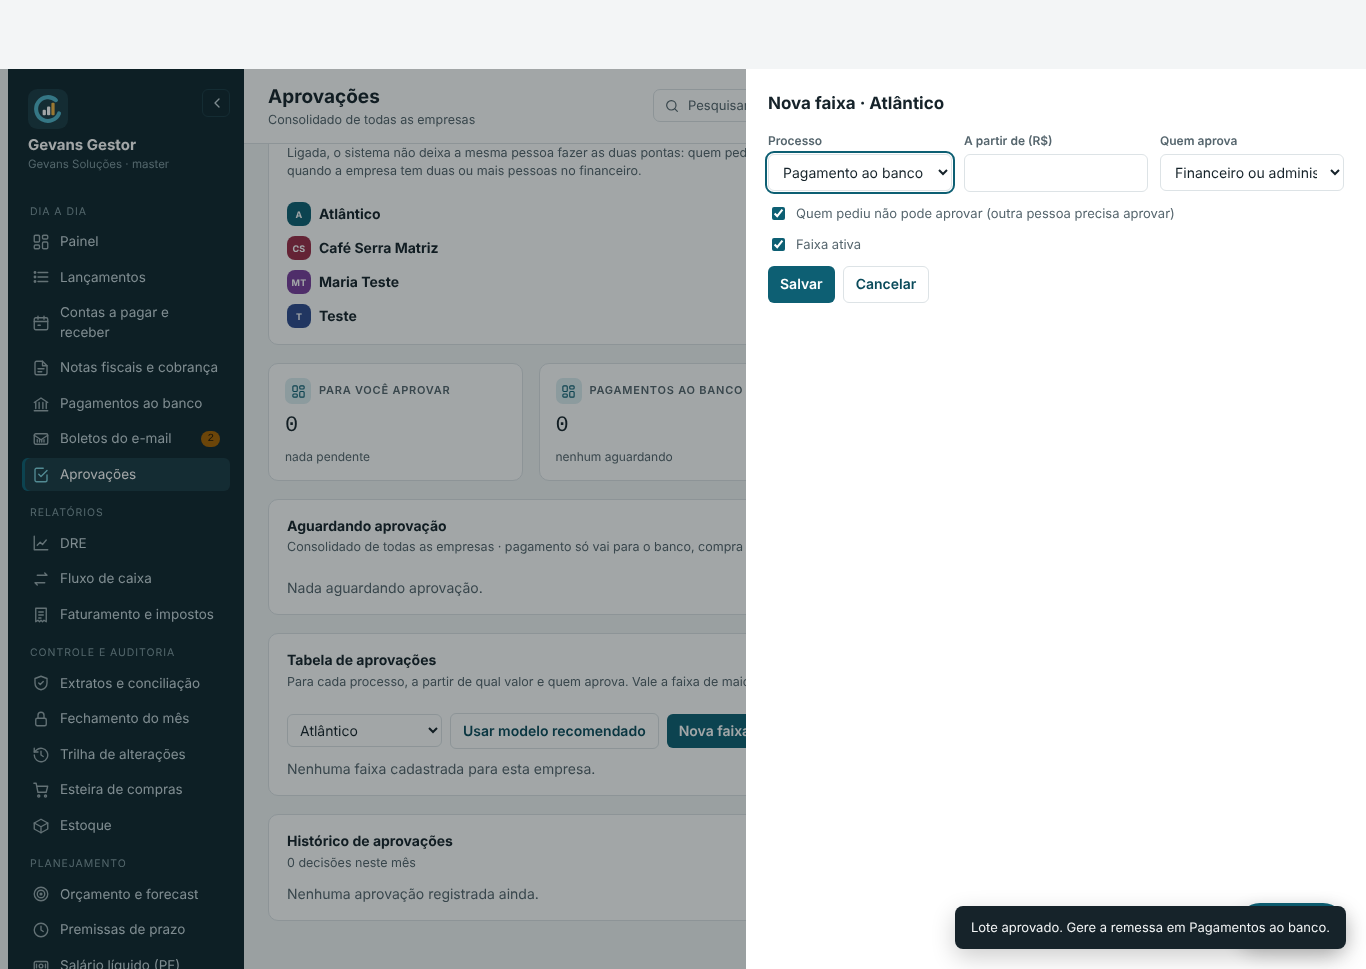 Gevans Gestor
Gevans Soluções · master
DIA A DIA
Painel
Lançamentos
Contas a pagar e
receber
Notas fiscais e cobrança
Pagamentos ao banco
Boletos do e-mail
2
Aprovações
RELATÓRIOS
DRE
Fluxo de caixa
Faturamento e impostos
CONTROLE E AUDITORIA
Extratos e conciliação
Fechamento do mês
Trilha de alterações
Esteira de compras
Estoque
PLANEJAMENTO
Orçamento e forecast
Premissas de prazo
Salário líquido (PF)
Aprovações
Consolidado de todas as empresas
Pesquisar
Ligada, o sistema não deixa a mesma pessoa fazer as duas pontas: quem
quando a empresa tem duas ou mais pessoas no financeiro.
A Atlântico
CS Café Serra Matriz
MT Maria Teste
T Teste
PARA VOCÊ APROVAR
0
nada pendente
PAGAMENTOS AO BANCO
0
nenhum aguardando
Aguardando aprovação
Consolidado de todas as empresas · pagamento só vai para o banco, compra
Nada aguardando aprovação.
Tabela de aprovações
Para cada processo, a partir de qual valor e quem aprova. Vale a faixa de
Atlântico
Usar modelo recomendado
Nova faixa
Nenhuma faixa cadastrada para esta empresa.
Histórico de aprovações
0 decisões neste mês
Nenhuma aprovação registrada ainda.
Nova faixa · Atlântico
Processo
Pagamento ao banco
A partir de (R$)
Quem aprova
Financeiro ou adminis
Quem pediu não pode aprovar (outra pessoa precisa aprovar)
Faixa ativa
Salvar
Cancelar
Lote aprovado. Gere a remessa em Pagamentos ao banco.